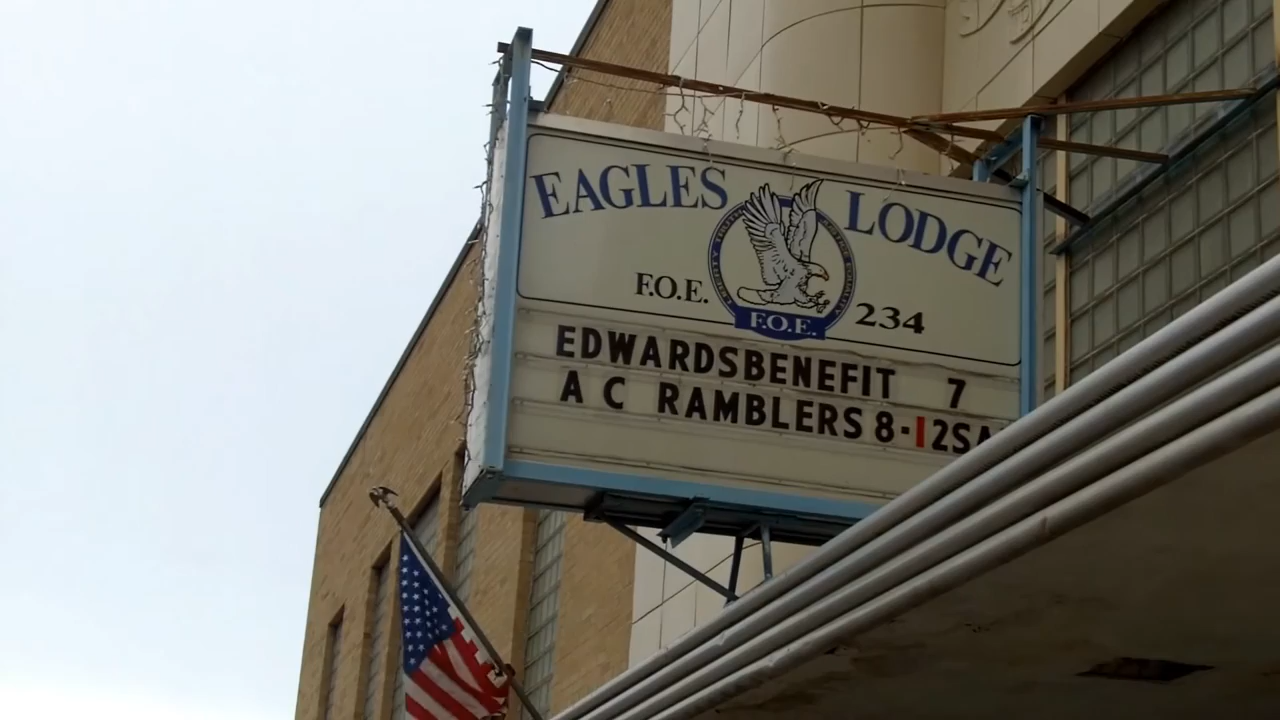 EAGLES LODGE
F.O.E. 234
F.O.E.
EDWARDSBENEFIT 7
A C RAMBLERS 8-12SA